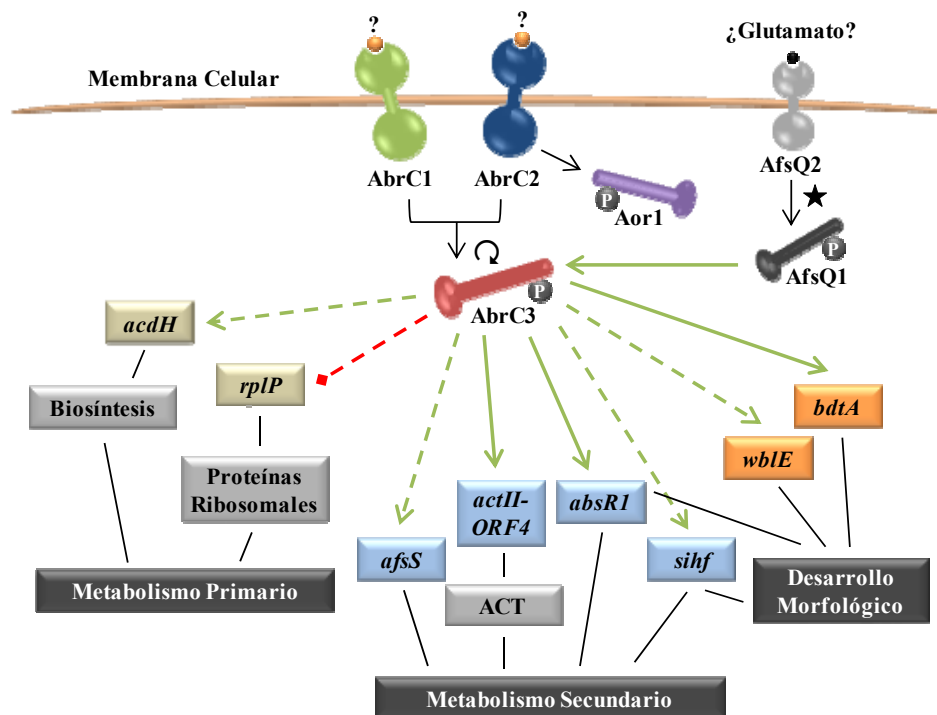 ?
?
¿Glutamato?
Membrana Celular
AbrC1
AbrC2
AfsQ2
P
Aor1
★
P
AfsQ1
P
AbrC3
acdH
rplP
Biosíntesis
bdtA
wblE
Proteínas
Ribosomales
actII-
ORF4
absR1
afsS
sihf
Metabolismo Primario
ACT
Desarrollo
Morfológico
Metabolismo Secundario